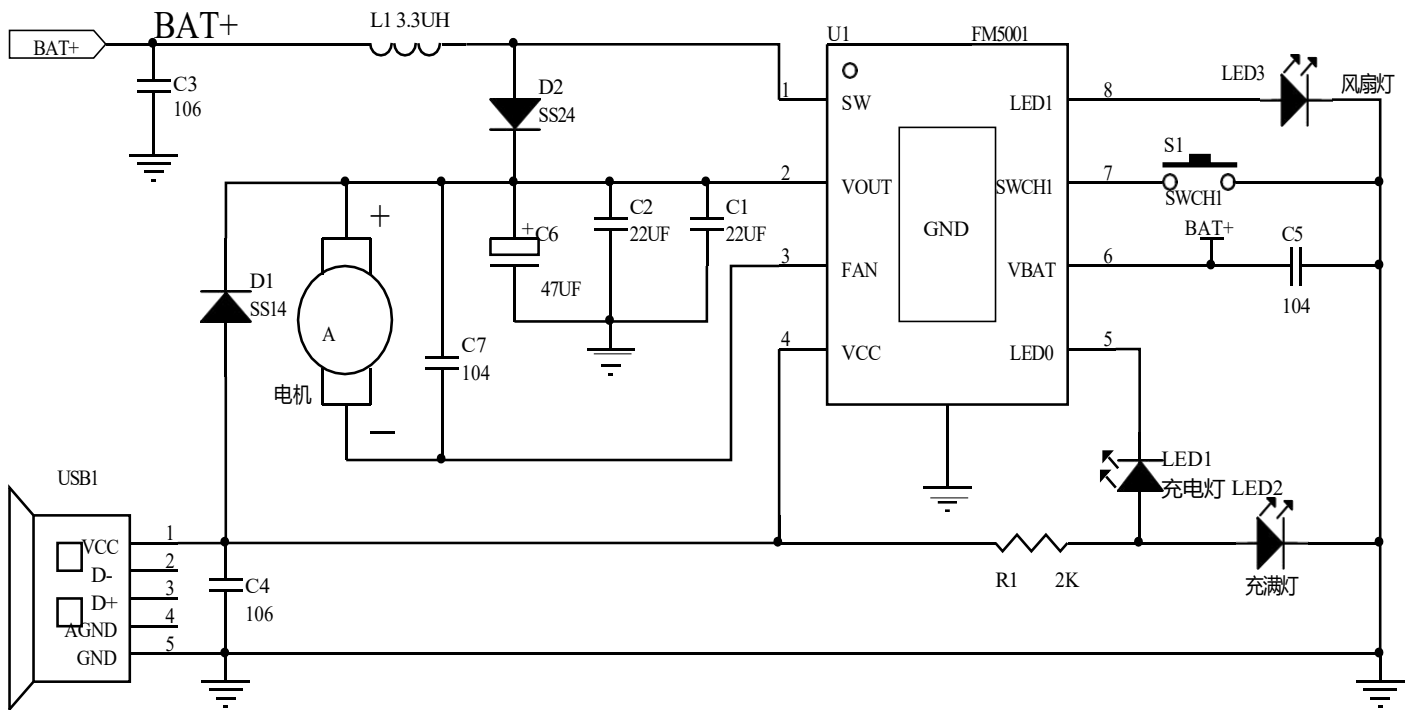 BAT+
BAT+
L1 3.3UH
C3
106
D2
SS24
U1
FM5001
1
SW
2
VOUT
3
FAN
4
VCC
GND
LED1
8
SWCH1
7
VBAT
6
LED0
5
LED3
风扇灯
S1
SWCH1
BAT+
C5
104
+
C6
47UF
C2
22UF
C1
22UF
D1
SS14
+
A
电机
—
C7
104
LED1
充电灯
LED2
充满灯
R1
2K
USB1
VCC
1
D-
2
D+
3
AGND
4
GND
5
C4
106